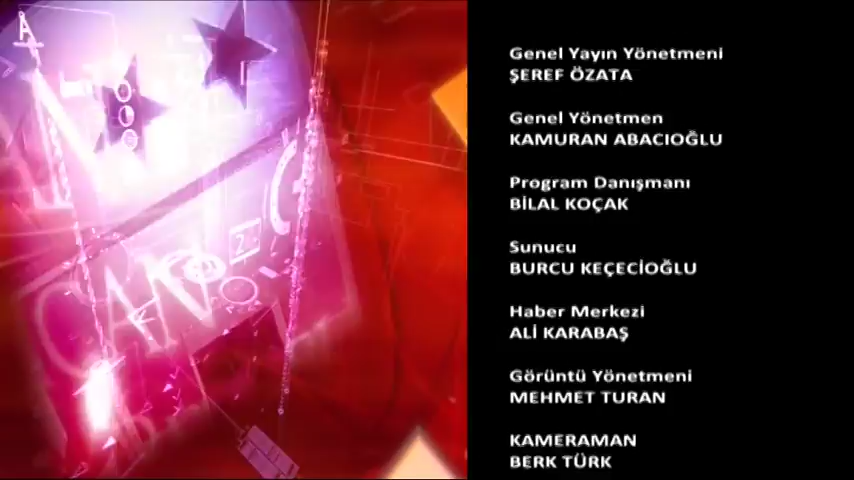 Genel Yayın Yönetmeni
ŞEREF ÖZATA
Genel Yönetmen
KAMURAN ABACIOĞLU
Program Danışmanı
BİLAL KOÇAK
Sunucu
BURCU KEÇECİOĞLU
Haber Merkezi
ALİ KARABAŞ
Görüntü Yönetmeni
MEHMET TURAN
KAMERAMAN
BERK TÜRK